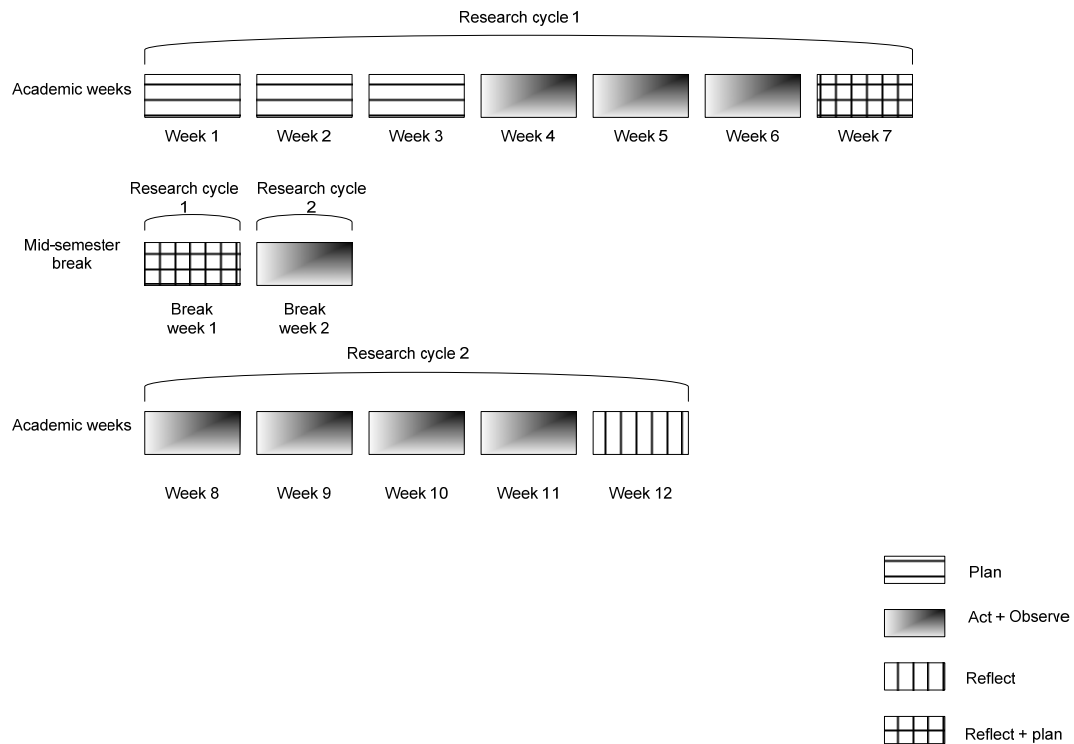 Research cycle 1
Academic weeks
Week 1
Week 2
Week 3
Week 4
Week 5
Week 6
Week 7
Research cycle
1
Research cycle
2
Mid-semester
break
Break
week 1
Break
week 2
Research cycle 2
Academic weeks
Week 8
Week 9
Week 10
Week 11
Week 12
Plan
Act + Observe
Reflect
Reflect + plan